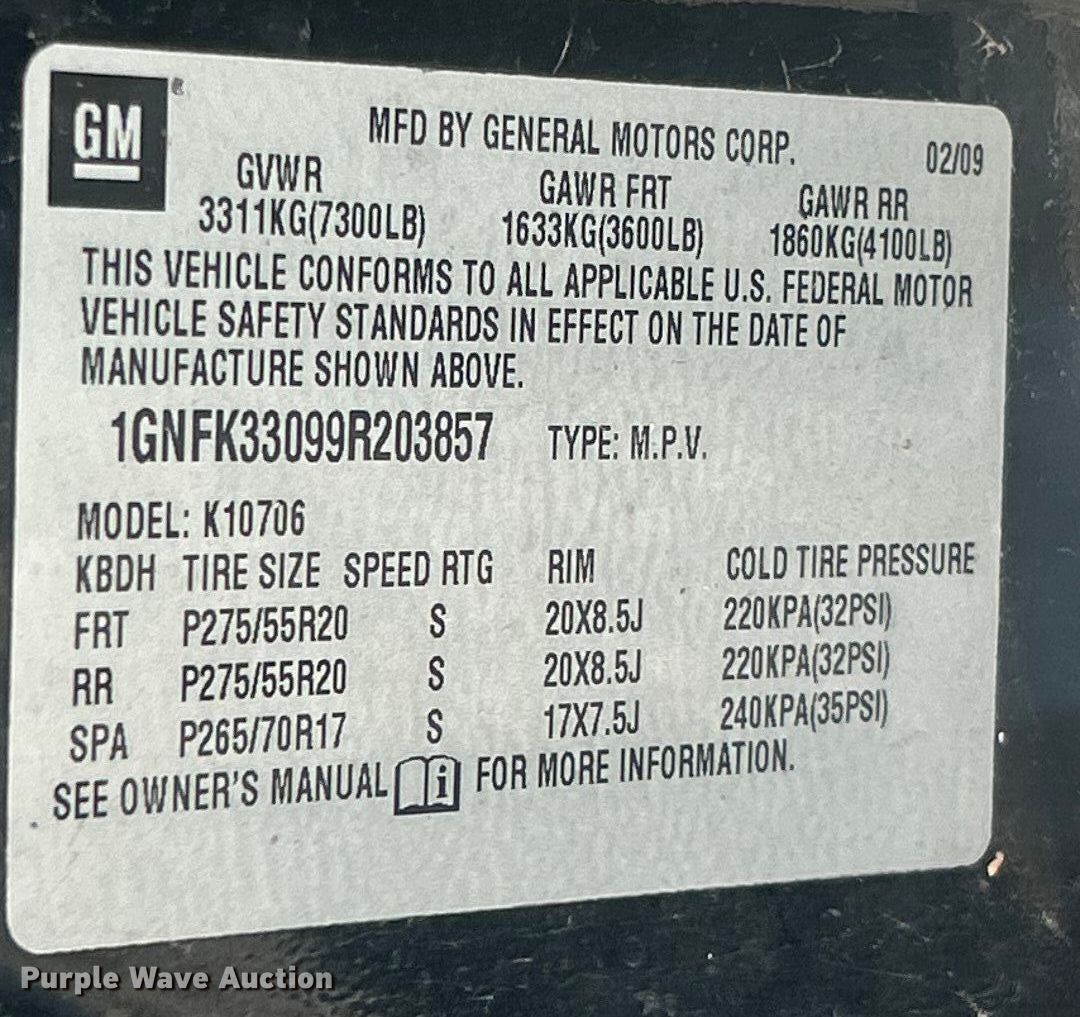 GM®
MFD BY GENERAL MOTORS CORP.
02/09
GVWR GAWR FRT GAWR RR
3311KG(7300LB) 1633KG(3600LB) 1860KG(4100LB)
THIS VEHICLE CONFORMS TO ALL APPLICABLE U.S. FEDERAL MOTOR
VEHICLE SAFETY STANDARDS IN EFFECT ON THE DATE OF
MANUFACTURE SHOWN ABOVE.
1GNFK33099R203857 TYPE: M.P.V.
MODEL: K10706
KBDH TIRE SIZE SPEED RTG RIM COLD TIRE PRESSURE
FRT P275/55R20 S 20X8.5J 220KPA(32PSI)
RR P275/55R20 S 20X8.5J 220KPA(32PSI)
SPA P265/70R17 S 17X7.5J 240KPA(35PSI)
SEE OWNER'S MANUAL i FOR MORE INFORMATION.
Purple Wave Auction